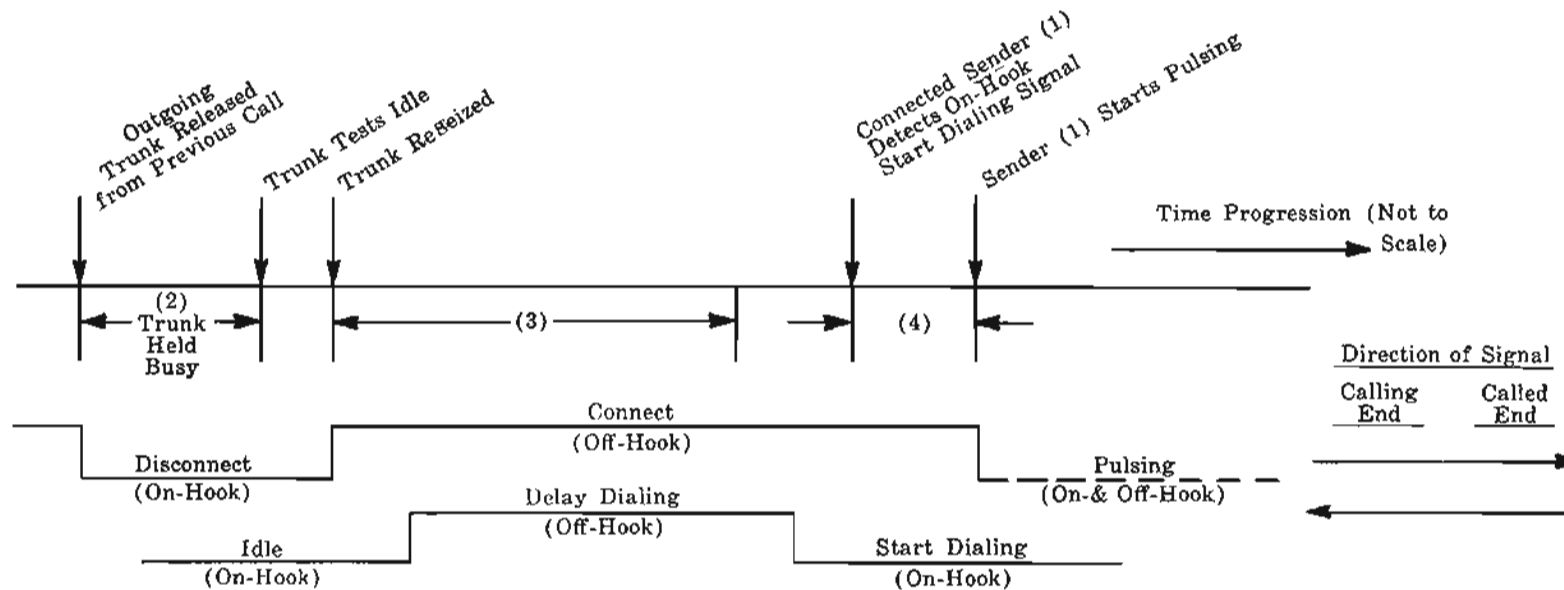 Outgoing
Trunk Released
from Previous Call
Trunk Tests Idle
Trunk Reseized
Connected Sender (1)
Detects On-Hook
Start Dialing Signal
Sender (1) Starts Pulsing
Time Progression (Not to
Scale)
(2)
Trunk
Held
Busy
(3)
(4)
Direction of Signal
Calling
End
Called
End
Connect
(Off-Hook)
Disconnect
(On-Hook)
Pulsing
(On-& Off-Hook)
Delay Dialing
(Off-Hook)
Idle
(On-Hook)
Start Dialing
(On-Hook)